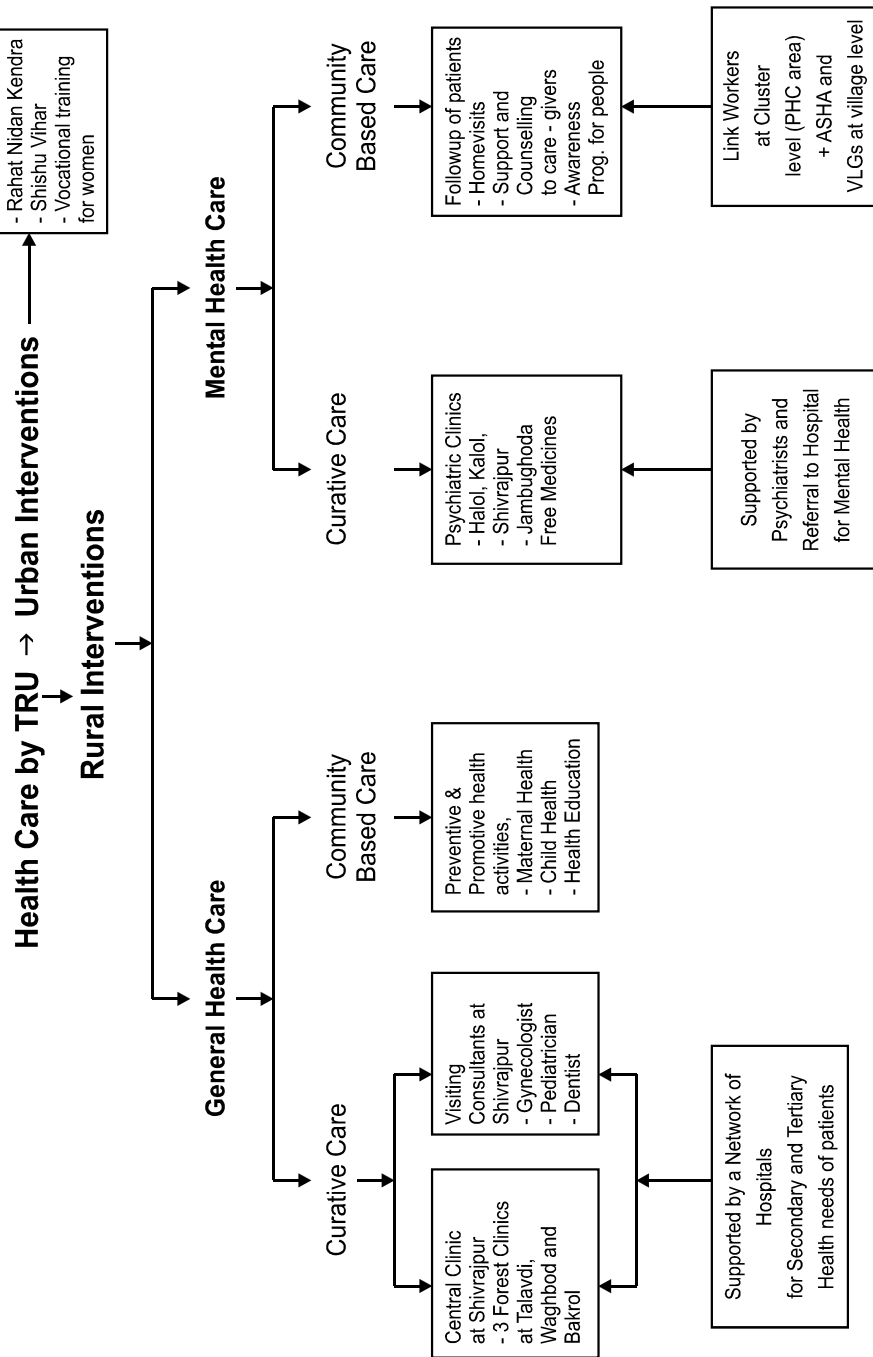 Health Care by TRU → Urban Interventions
- Rahat Nidan Kendra
- Shishu Vihar
- Vocational training
for women
Rural Interventions
General Health Care
Mental Health Care
Curative Care
Community
Based Care
Curative Care
Community
Based Care
Central Clinic
at Shivrajpur
- 3 Forest Clinics
at Talavdi,
Waghbod and
Bakrol
Visiting
Consultants at
Shivrajpur
- Gynecologist
- Pediatrician
- Dentist
Preventive &
Promotive health
activities,
- Maternal Health
- Child Health
- Health Education
Psychiatric Clinics
- Halol, Kalol,
- Shivrajpur
- Jambughoda
Free Medicines
Followup of patients
- Homevisits
- Support and
Counselling
to care - givers
- Awareness
Prog. for people
Supported by a Network of
Hospitals
for Secondary and Tertiary
Health needs of patients
Supported by
Psychiatrists and
Referral to Hospital
for Mental Health
Link Workers
at Cluster
level (PHC area)
+ ASHA and
VLGs at village level